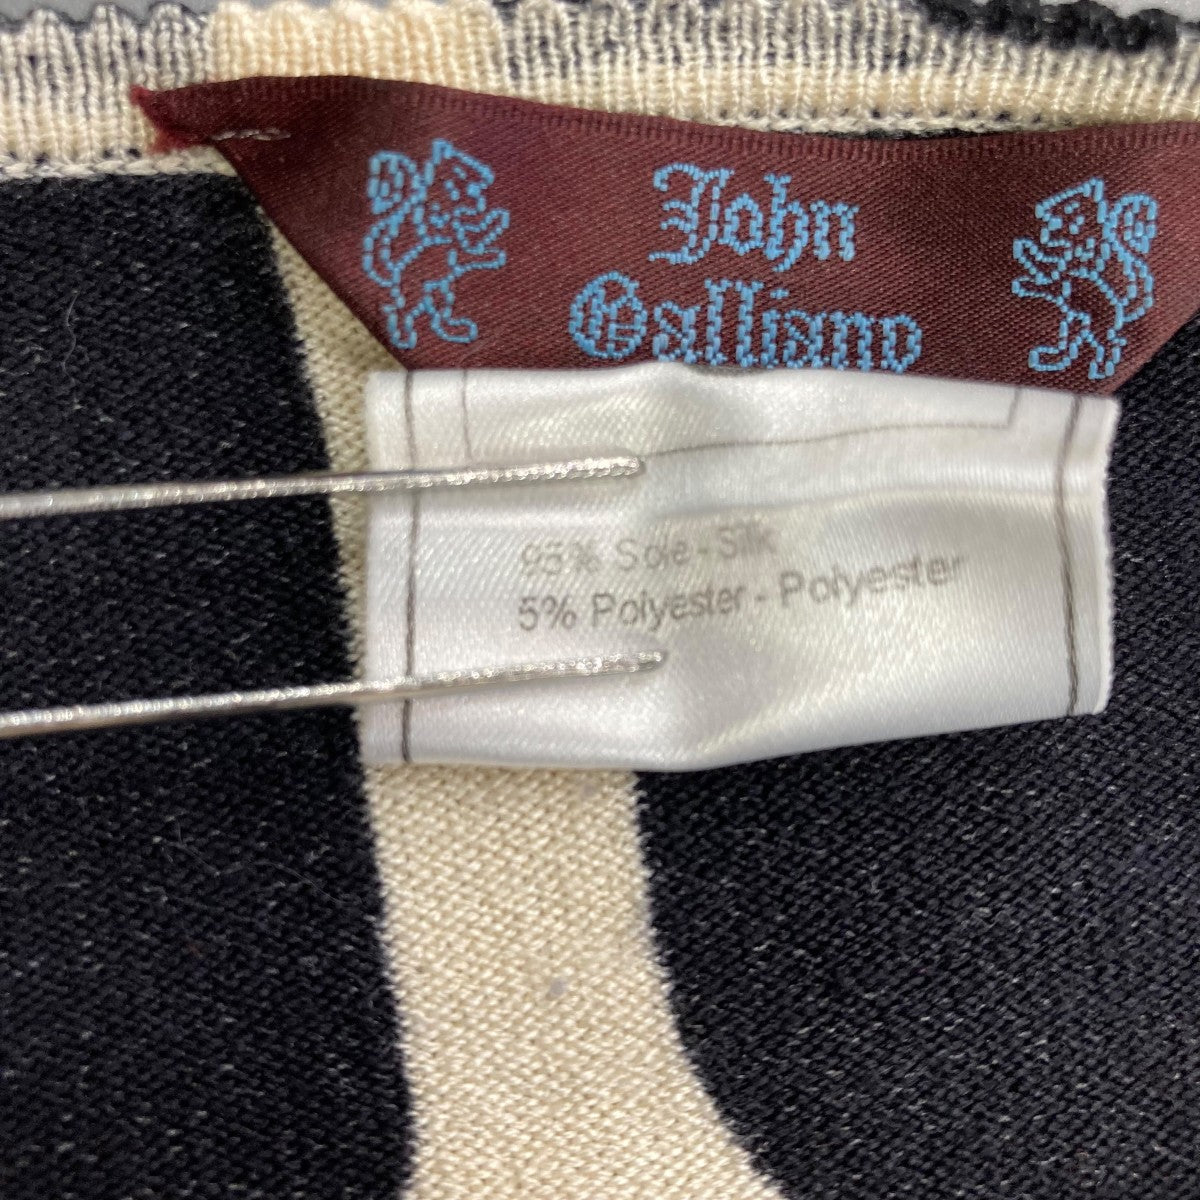 John
Galliano
95% Soie - Silk
5% Polyester - Polyester